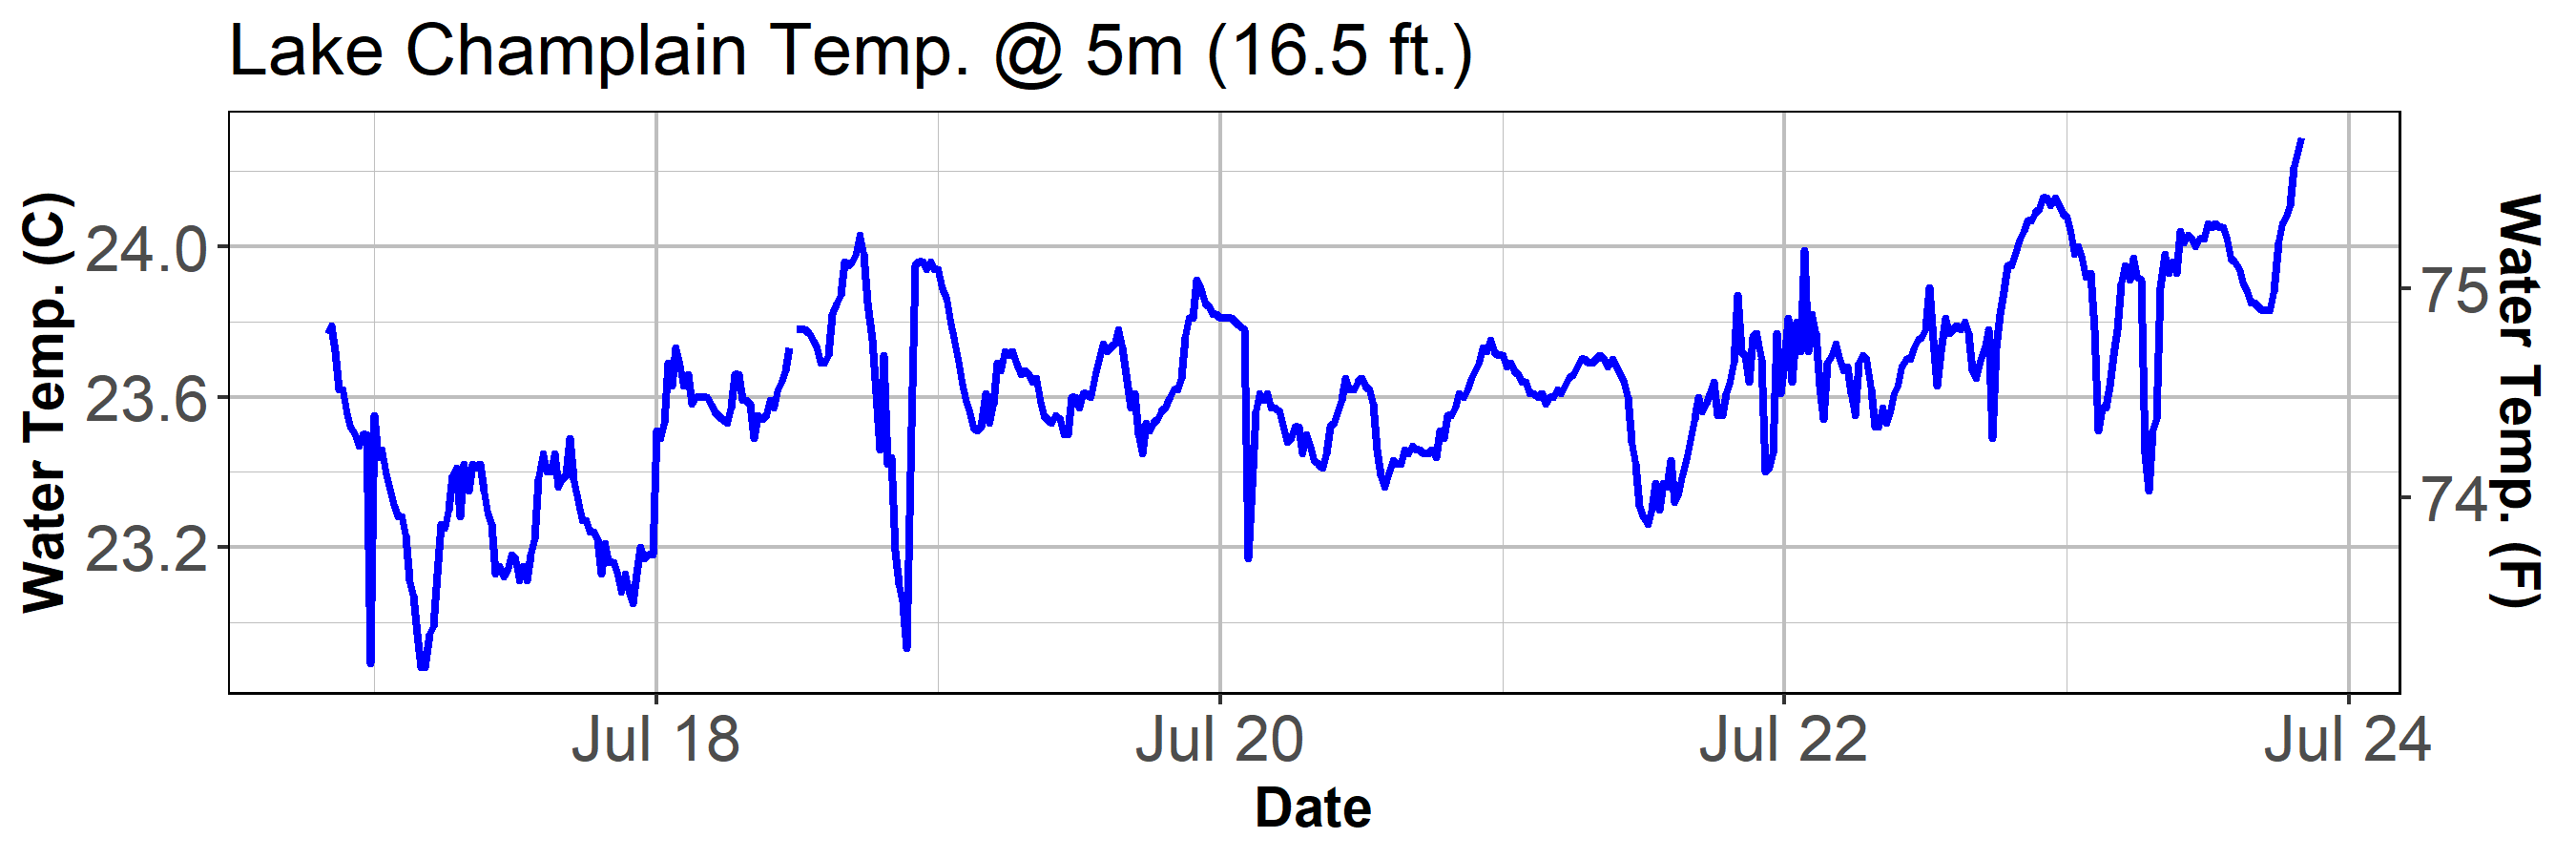 Lake Champlain Temp. @ 5m (16.5 ft.)
Water Temp. (C)
24.0
23.6
23.2
75
74
Water Temp. (F)
Jul 18
Jul 20
Jul 22
Jul 24
Date